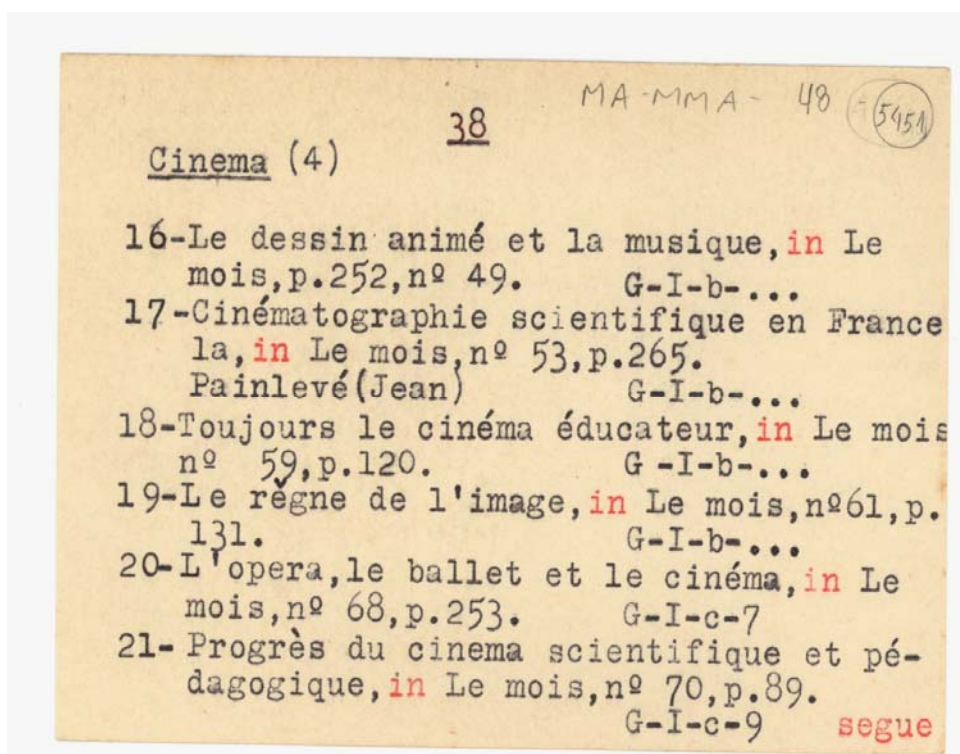 MA-MMA- 48 5451
38
Cinema (4)
16-Le dessin animé et la musique, in Le
mois, p.252, nº 49. G-I-b-...
17-Cinématographie scientifique en France
la, in Le mois, nº 53, p.265.
Painlevé(Jean) G-I-b-...
18-Toujours le cinéma éducateur, in Le mois
nº 59, p.120. G -I-b-...
19-Le règne de l'image, in Le mois, nº61, p.
131. G-I-b-...
20-L'opera, le ballet et le cinéma, in Le
mois, nº 68, p.253. G-I-c-7
21- Progrès du cinema scientifique et pé-
dagogique, in Le mois, nº 70, p.89.
G-I-c-9 segue